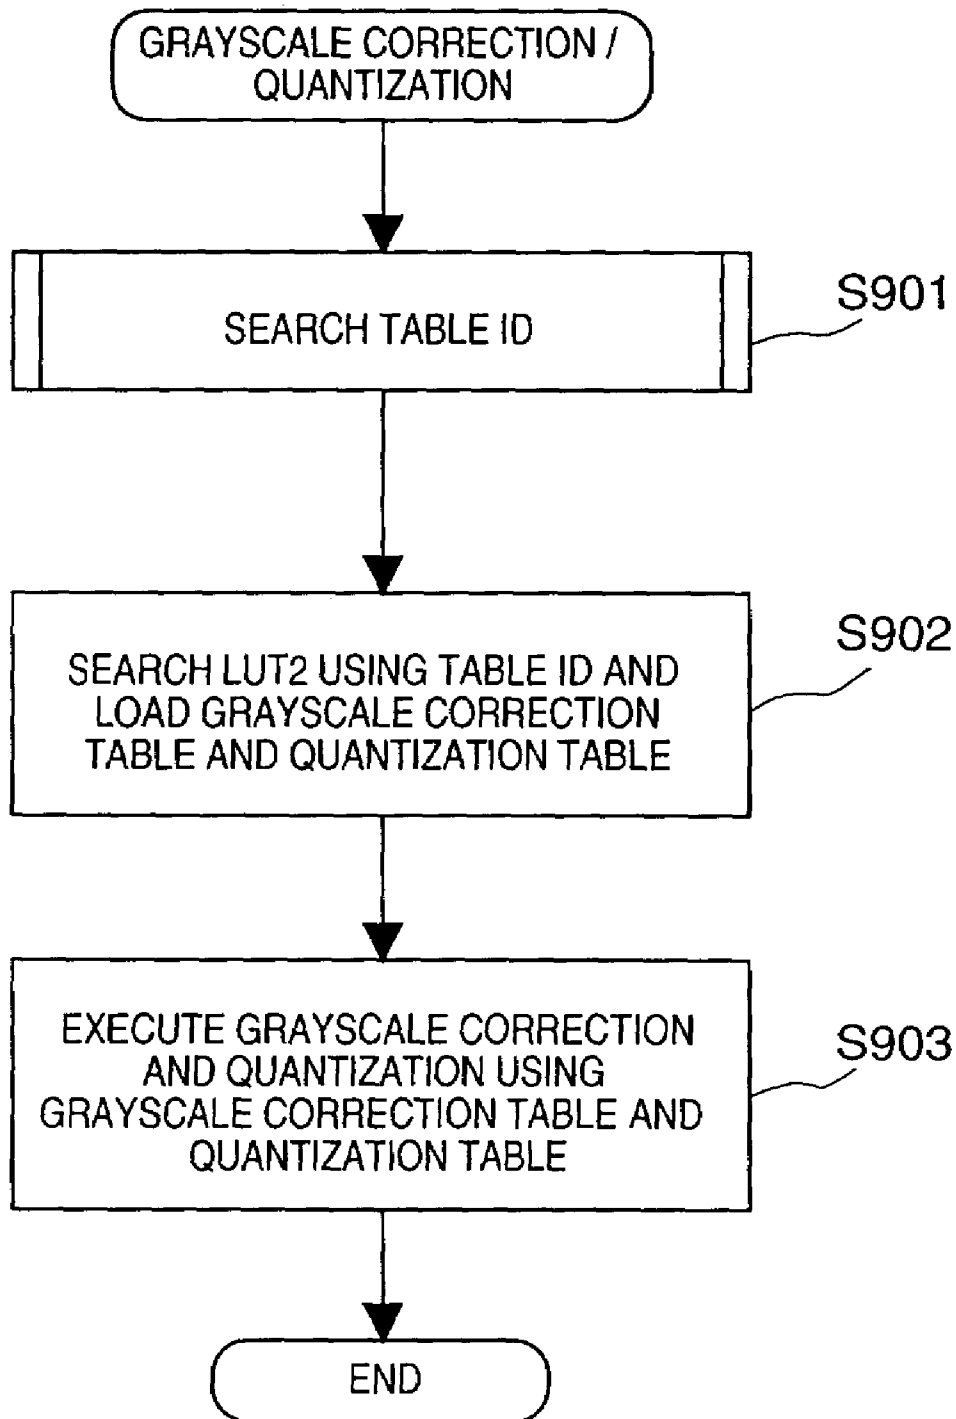 GRAYSCALE CORRECTION /
QUANTIZATION
SEARCH TABLE ID
S901
SEARCH LUT2 USING TABLE ID AND
LOAD GRAYSCALE CORRECTION
TABLE AND QUANTIZATION TABLE
S902
EXECUTE GRAYSCALE CORRECTION
AND QUANTIZATION USING
GRAYSCALE CORRECTION TABLE AND
QUANTIZATION TABLE
S903
END